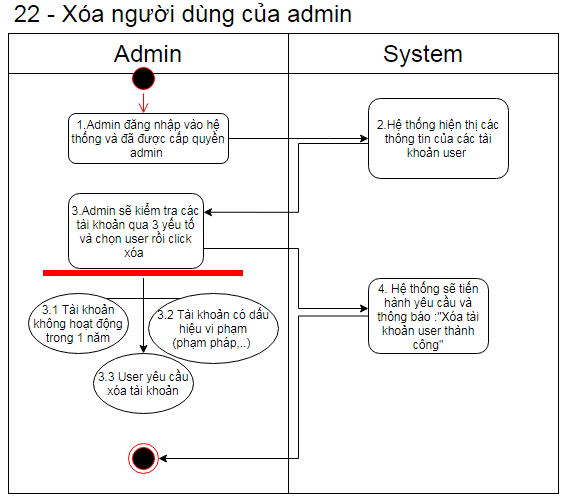 22 - Xóa người dùng của admin
Admin
System
1.Admin đăng nhập vào hệ
thống và đã được cấp quyền
admin
2.Hệ thống hiện thị các
thông tin của các tài
khoản user
3.Admin sẽ kiểm tra các
tài khoản qua 3 yếu tố
và chọn user rồi click
xóa
3.1 Tài khoản
không hoạt động
trong 1 năm
3.2 Tài khoản có dấu
hiệu vi phạm
(phạm pháp,..)
3.3 User yêu cầu
xóa tài khoản
4. Hệ thống sẽ tiến
hành yêu cầu và
thông báo :"Xóa tài
khoản user thành
công"